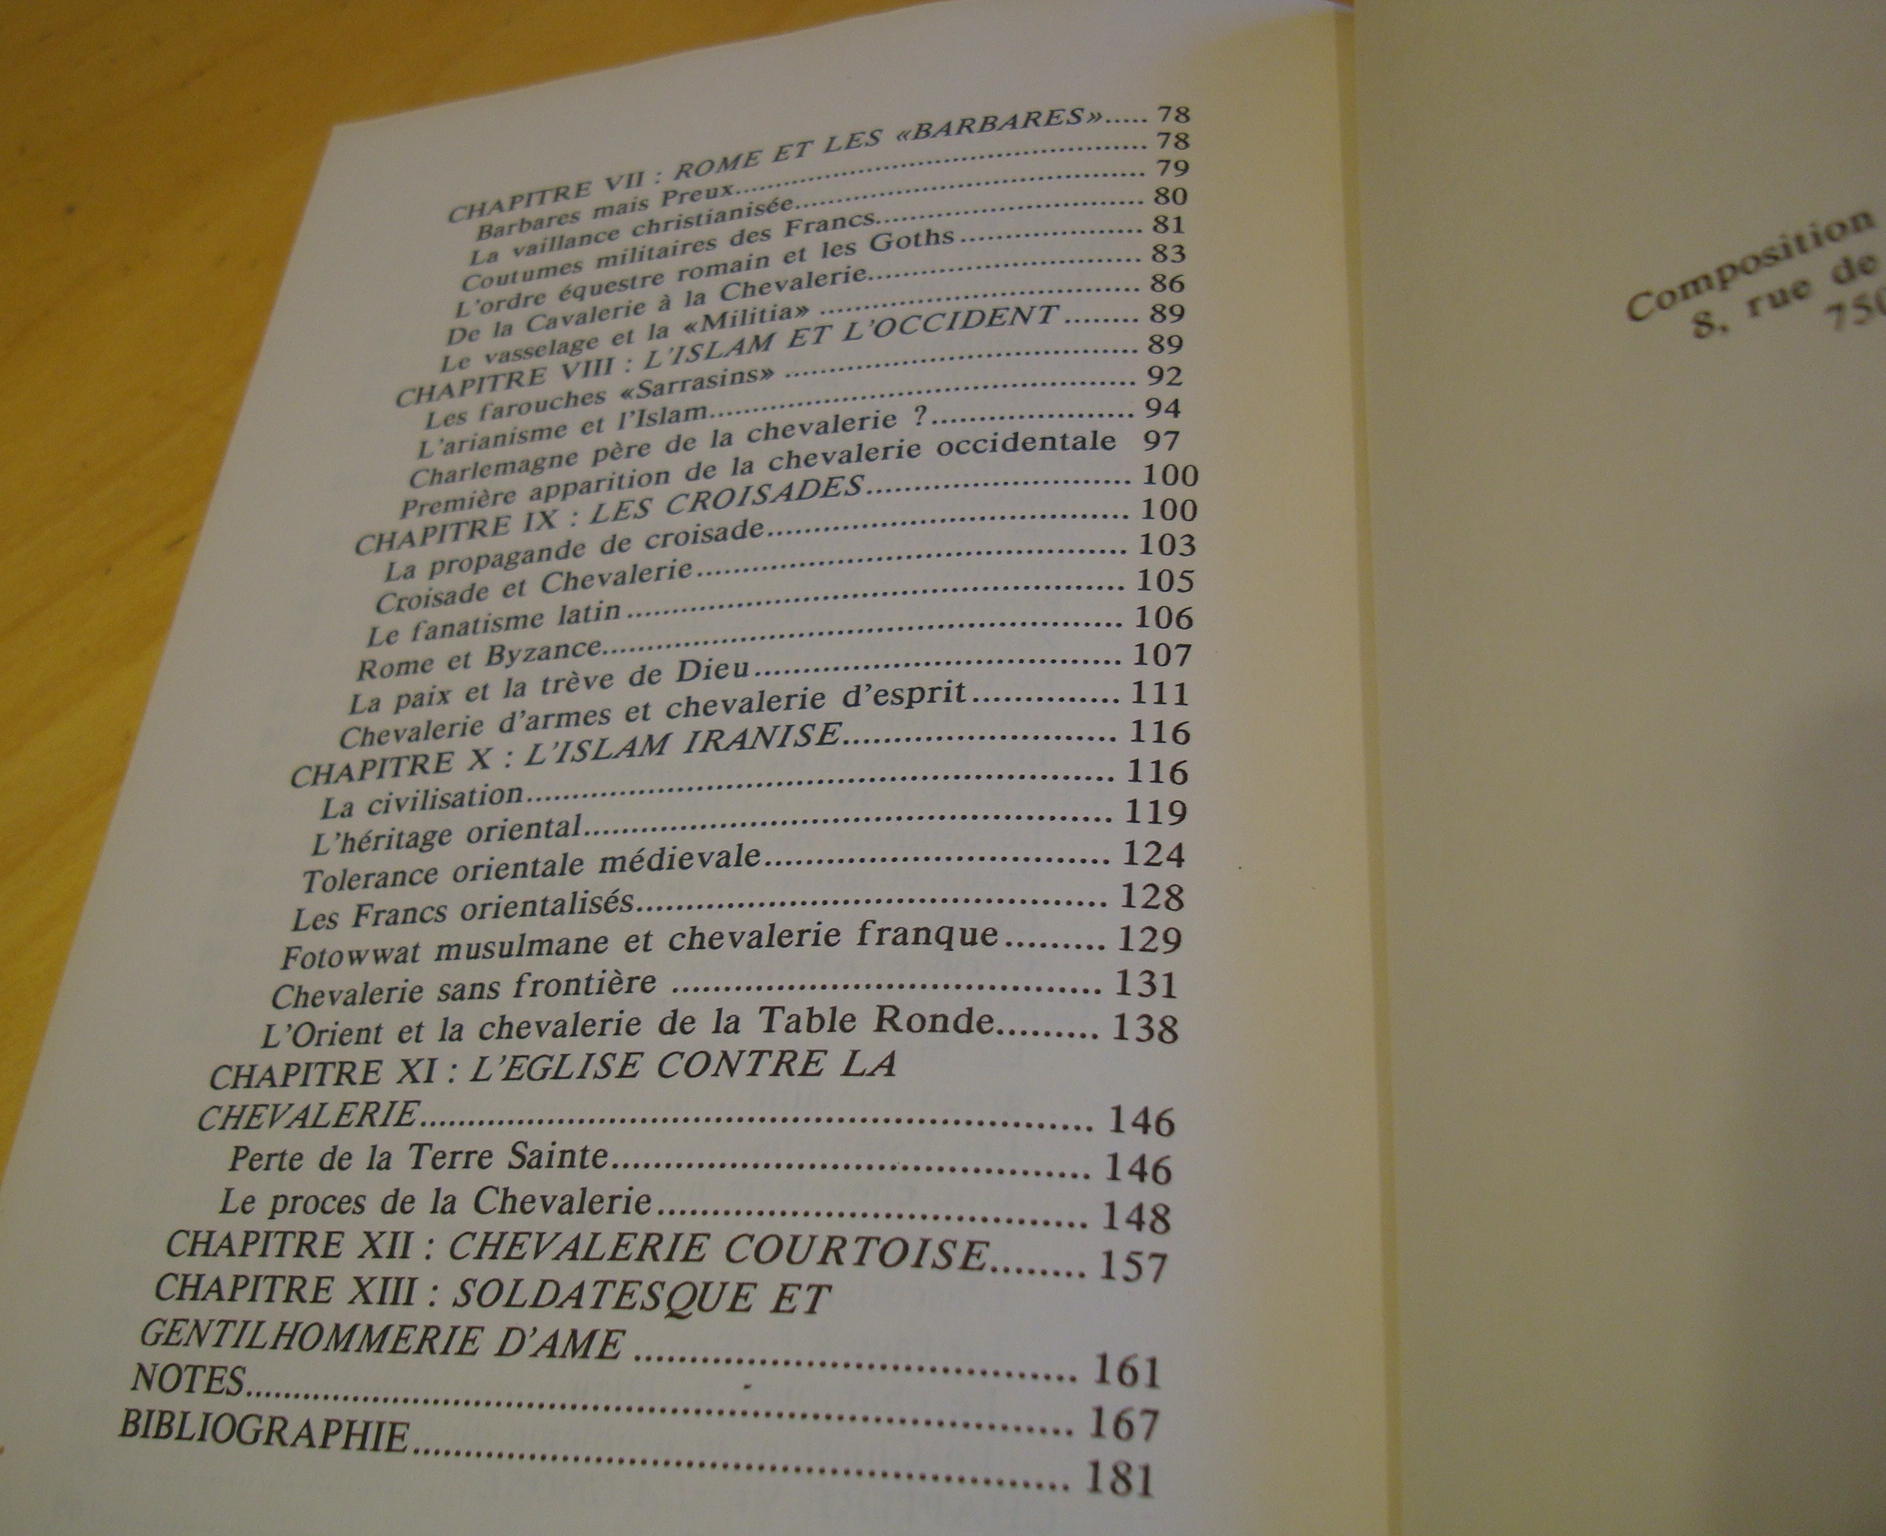 CHAPITRE VII : ROME ET LES «BARBARES»..... 78
Barbares mais Preux........................................ 78
La vaillance christianisée................................... 79
Coutumes militaires des Francs........................... 80
L'ordre équestre romain et les Goths.................... 81
De la Cavalerie à la Chevalerie............................ 83
Le vasselage et la «Militia» ................................ 86
CHAPITRE VIII : L'ISLAM ET L'OCCIDENT ........ 89
Les farouches «Sarrasins» .................................. 89
L'arianisme et l'Islam........................................ 92
Charlemagne père de la chevalerie ?.................... 94
Première apparition de la chevalerie occidentale 97
CHAPITRE IX : LES CROISADES.......................... 100
La propagande de croisade................................. 100
Croisade et Chevalerie....................................... 103
Le fanatisme latin............................................. 105
Rome et Byzance.............................................. 106
La paix et la trève de Dieu................................. 107
Chevalerie d'armes et chevalerie d'esprit.............. 111
CHAPITRE X : L'ISLAM IRANISE......................... 116
La civilisation................................................... 116
L'héritage oriental............................................. 119
Tolerance orientale médievale............................. 124
Les Francs orientalisés....................................... 128
Fotowwat musulmane et chevalerie franque......... 129
Chevalerie sans frontière .................................... 131
L'Orient et la chevalerie de la Table Ronde......... 138
CHAPITRE XI : L'EGLISE CONTRE LA
CHEVALERIE.................................................... 146
Perte de la Terre Sainte..................................... 146
Le proces de la Chevalerie................................. 148
CHAPITRE XII : CHEVALERIE COURTOISE........ 157
CHAPITRE XIII : SOLDATESQUE ET
GENTILHOMMERIE D'AME .............................. 161
NOTES............................................................... 167
BIBLIOGRAPHIE................................................ 181
Composition
8, rue de
750